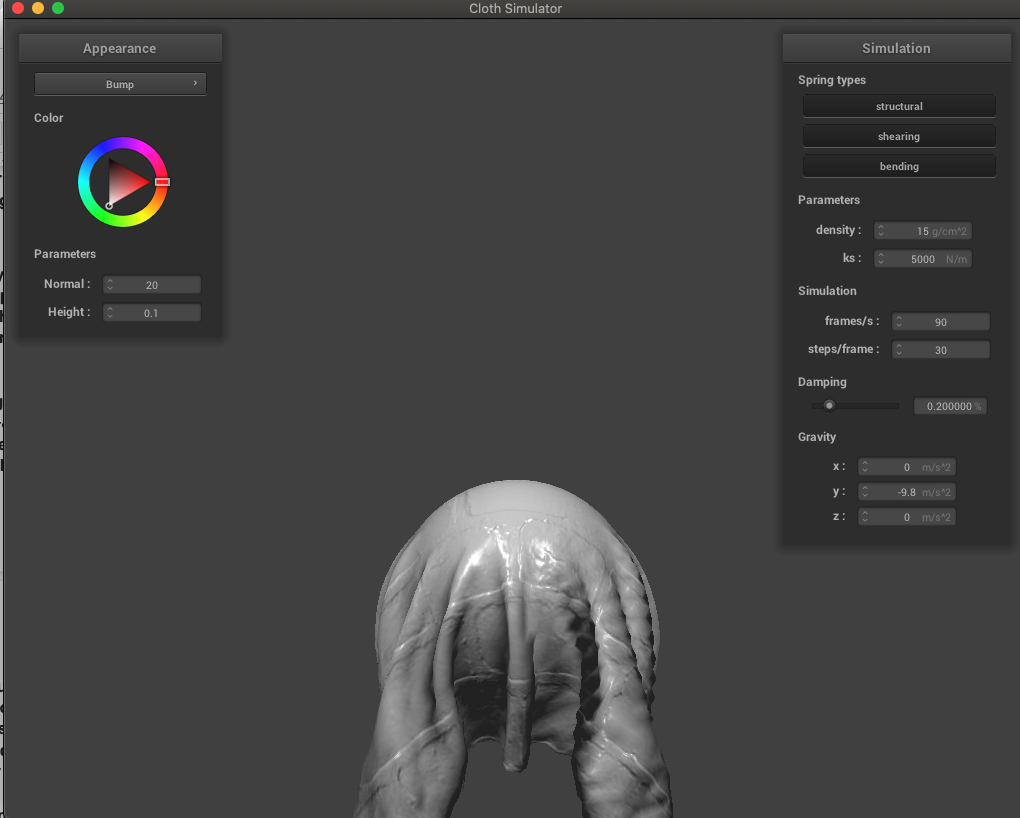 Cloth Simulator
Appearance
Bump ›
Color
Parameters
Normal : 20
Height : 0.1
Simulation
Spring types
structural
shearing
bending
Parameters
density : 15 g/cm^2
ks : 5000 N/m
Simulation
frames/s : 90
steps/frame : 30
Damping
0.200000 %
Gravity
x : 0 m/s^2
y : -9.8 m/s^2
z : 0 m/s^2